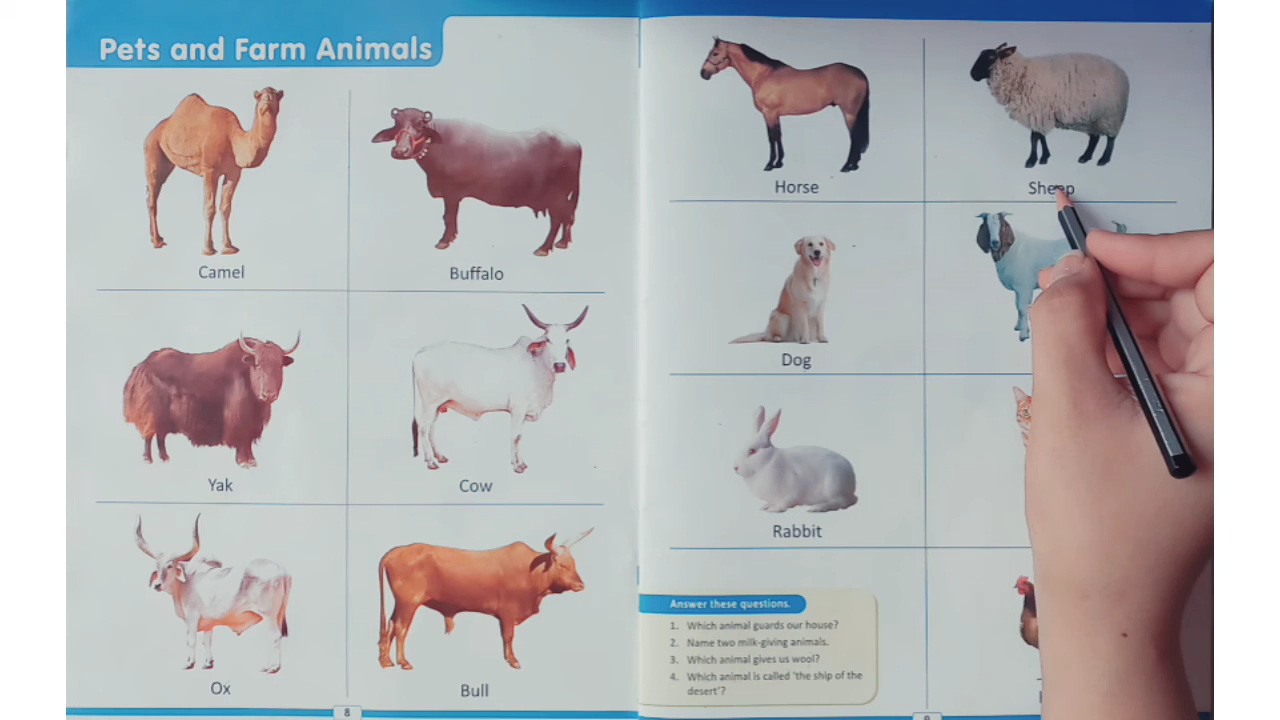 Pets and Farm Animals
Camel
Buffalo
Yak
Cow
Ox
Bull
8
Horse
Sheep
Dog
Rabbit
Answer these questions.
1. Which animal guards our house?
2. Name two milk-giving animals.
3. Which animal gives us wool?
4. Which animal is called 'the ship of the
desert'?
9